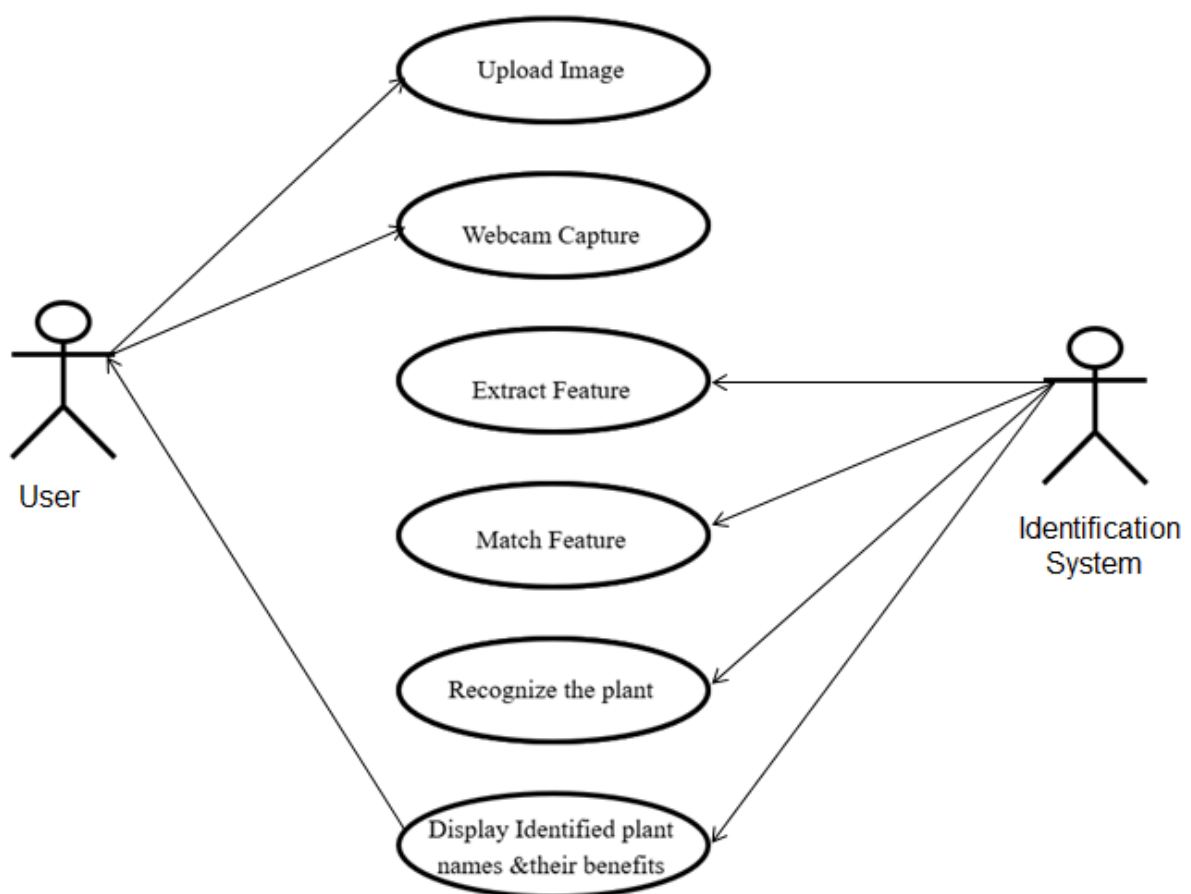 Upload Image
Webcam Capture
Extract Feature
User
Match Feature
Identification
System
Recognize the plant
Display Identified plant
names &their benefits